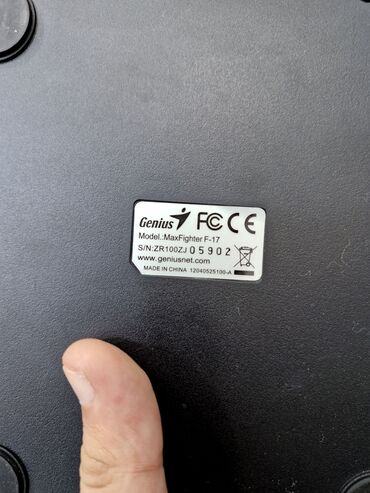 Genius FC CE
Model.:MaxFighter F-17
S/N:ZR100ZJ 05902
www.geniusnet.com
MADE IN CHINA 12040525100-A